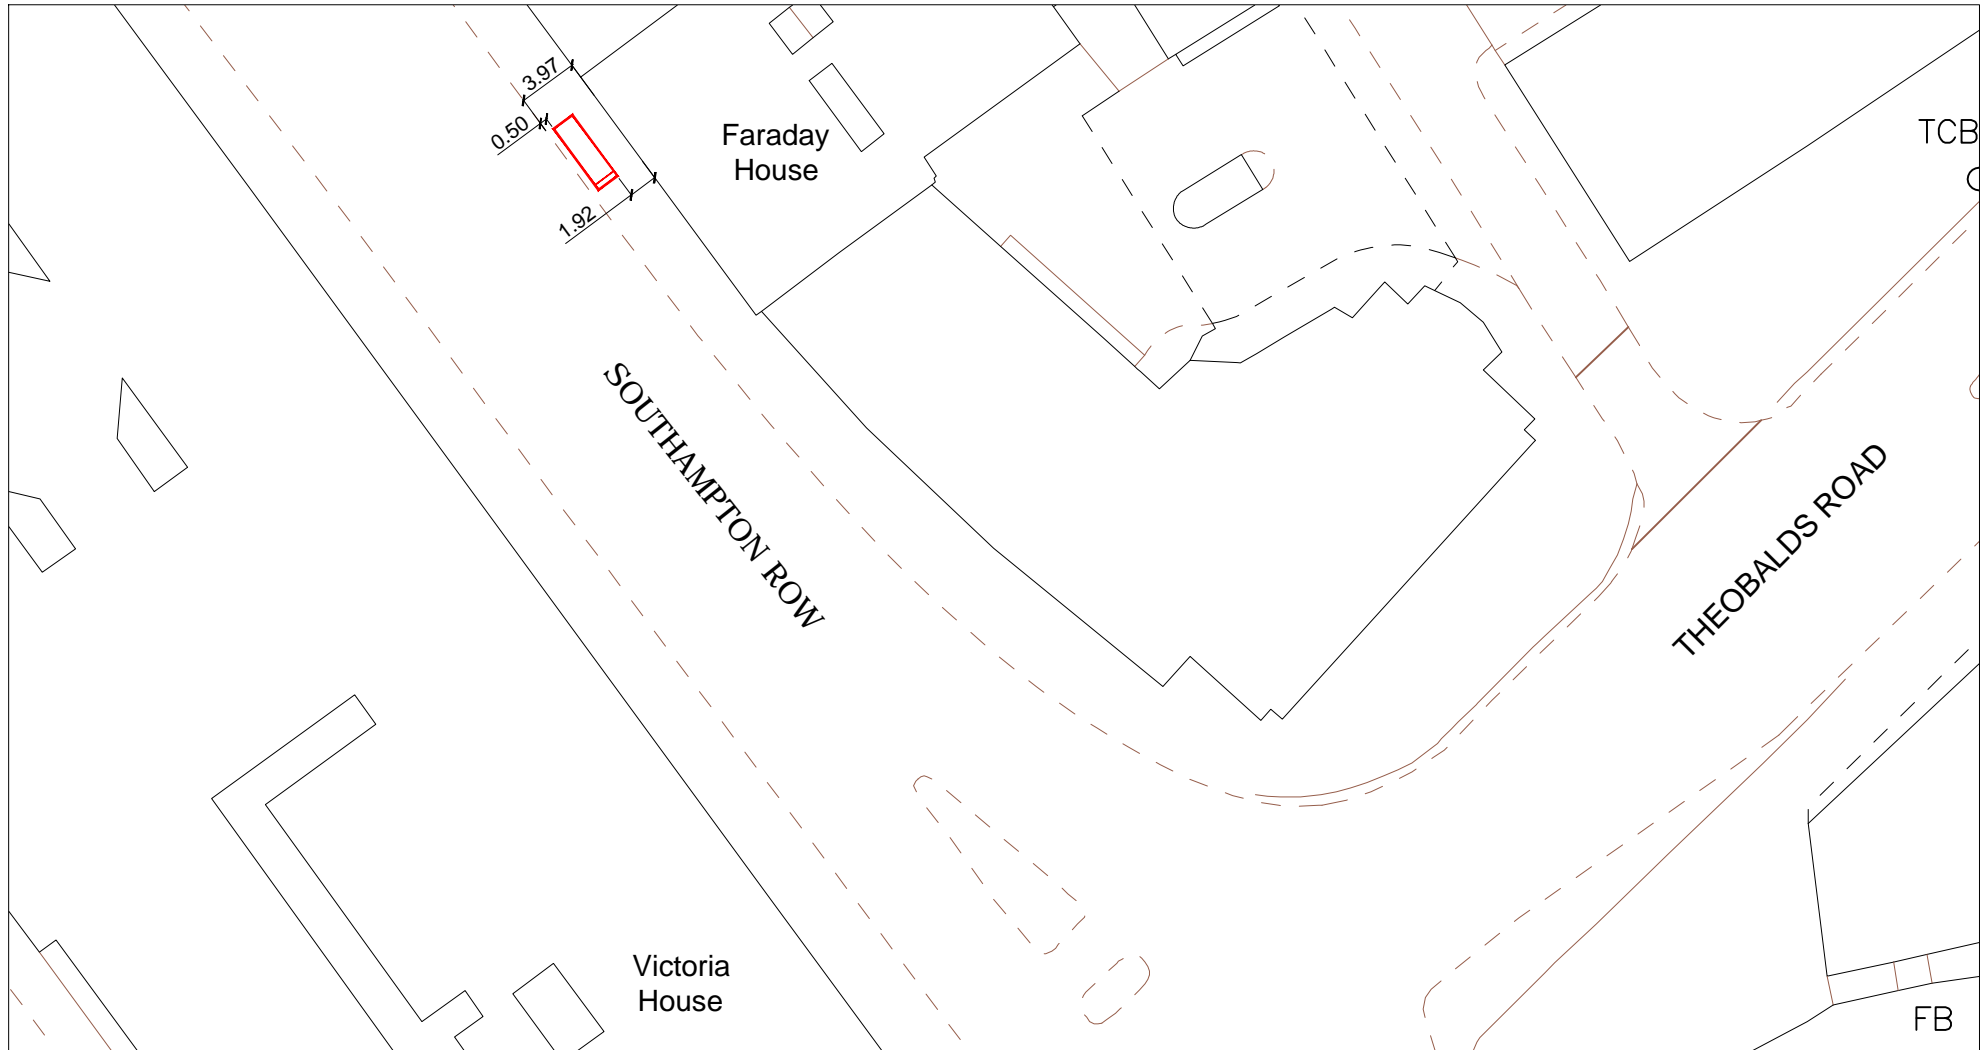 3.97
0.50
1.92
Faraday
House
TCB
SOUTHAMPTON ROW
THEOBALDS ROAD
Victoria
House
FB